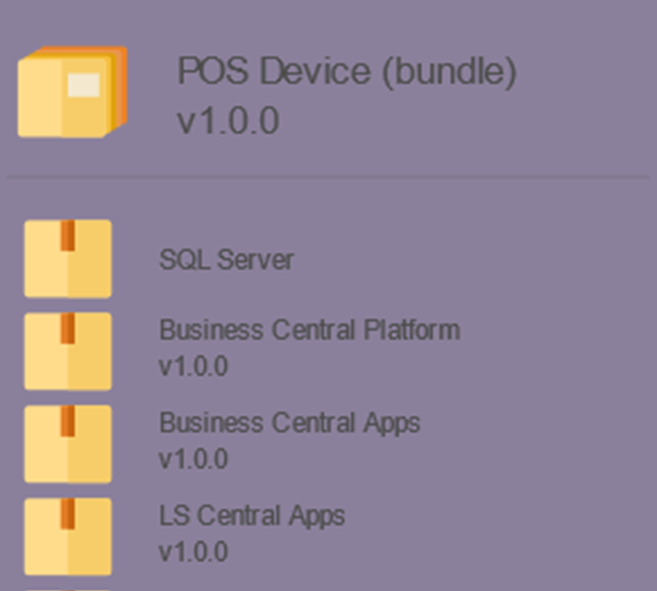 POS Device (bundle)
v1.0.0
SQL Server
Business Central Platform
v1.0.0
Business Central Apps
v1.0.0
LS Central Apps
v1.0.0